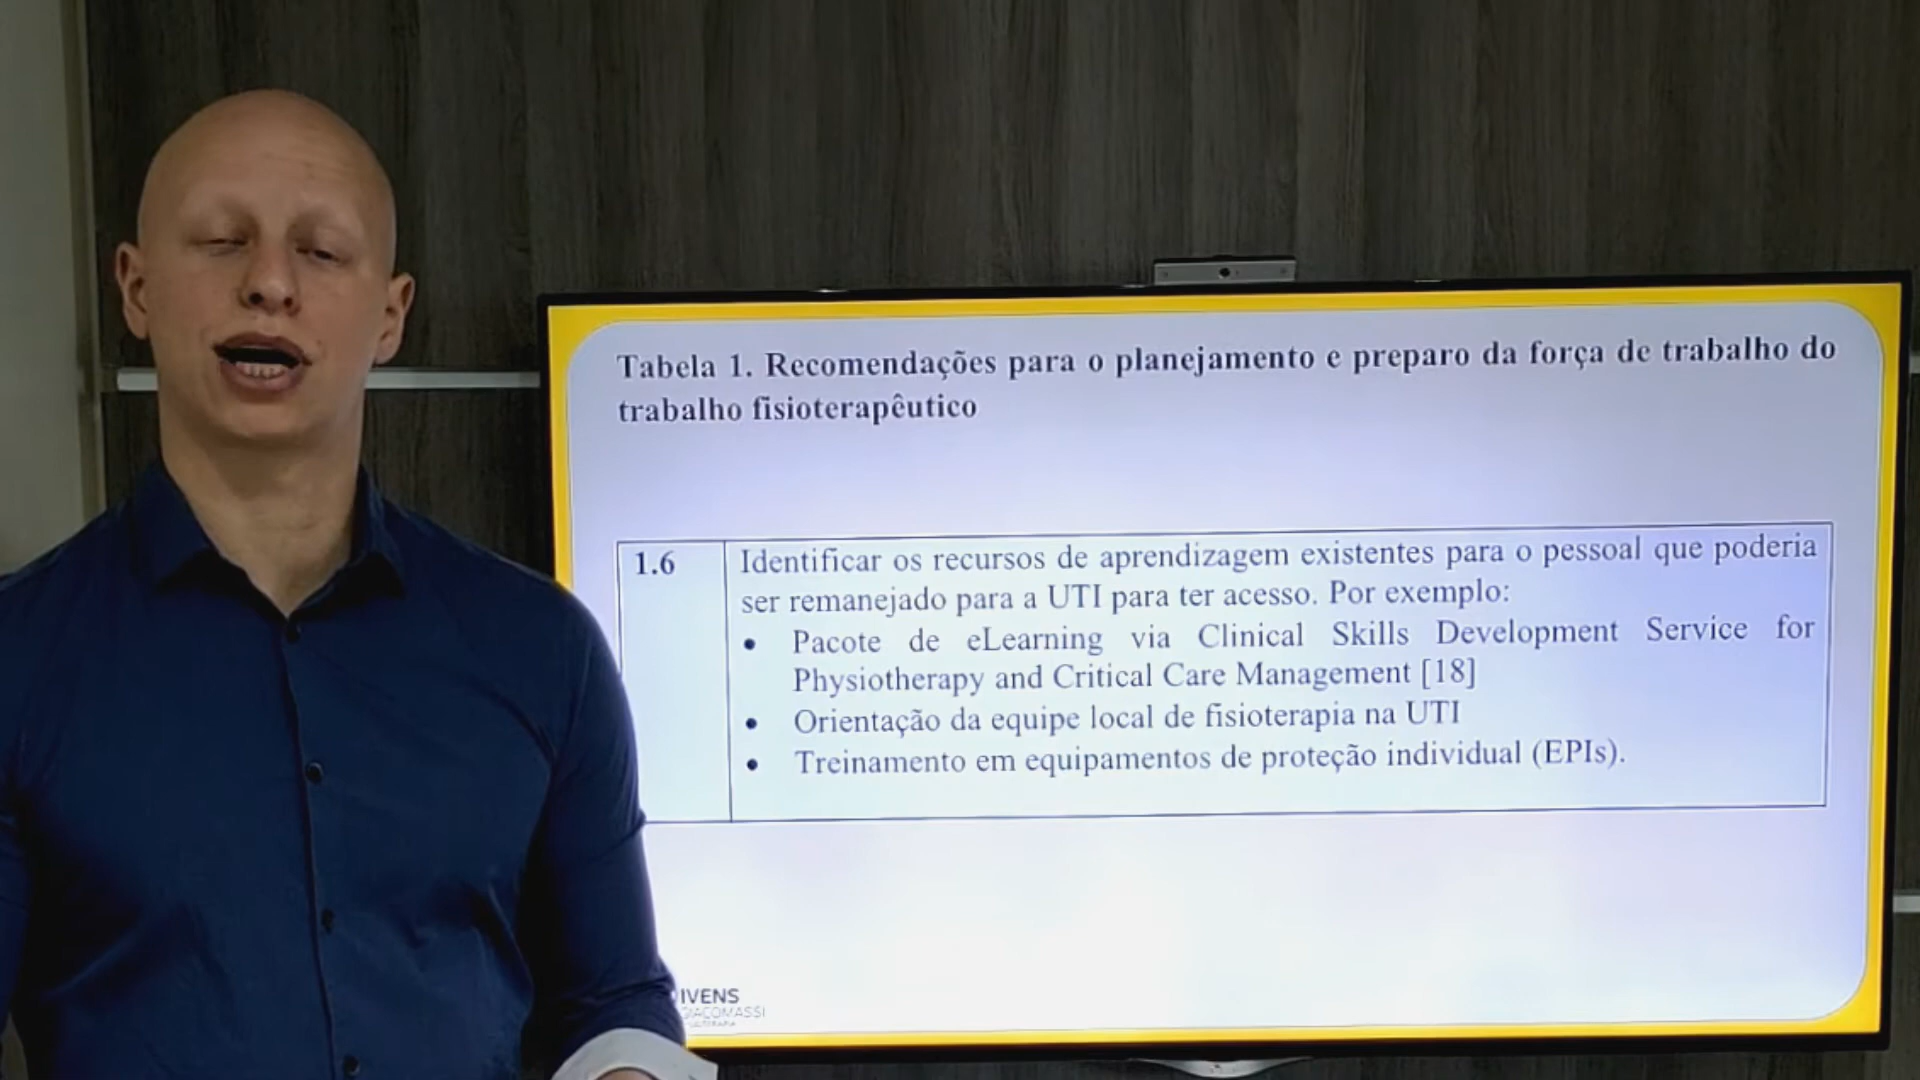 Tabela 1. Recomendações para o planejamento e preparo da força de trabalho do
trabalho fisioterapêutico
1.6
Identificar os recursos de aprendizagem existentes para o pessoal que poderia
ser remanejado para a UTI para ter acesso. Por exemplo:
• Pacote de eLearning via Clinical Skills Development Service for
Physiotherapy and Critical Care Management [18]
• Orientação da equipe local de fisioterapia na UTI
• Treinamento em equipamentos de proteção individual (EPIs).
IVENS
GIACOMASSI